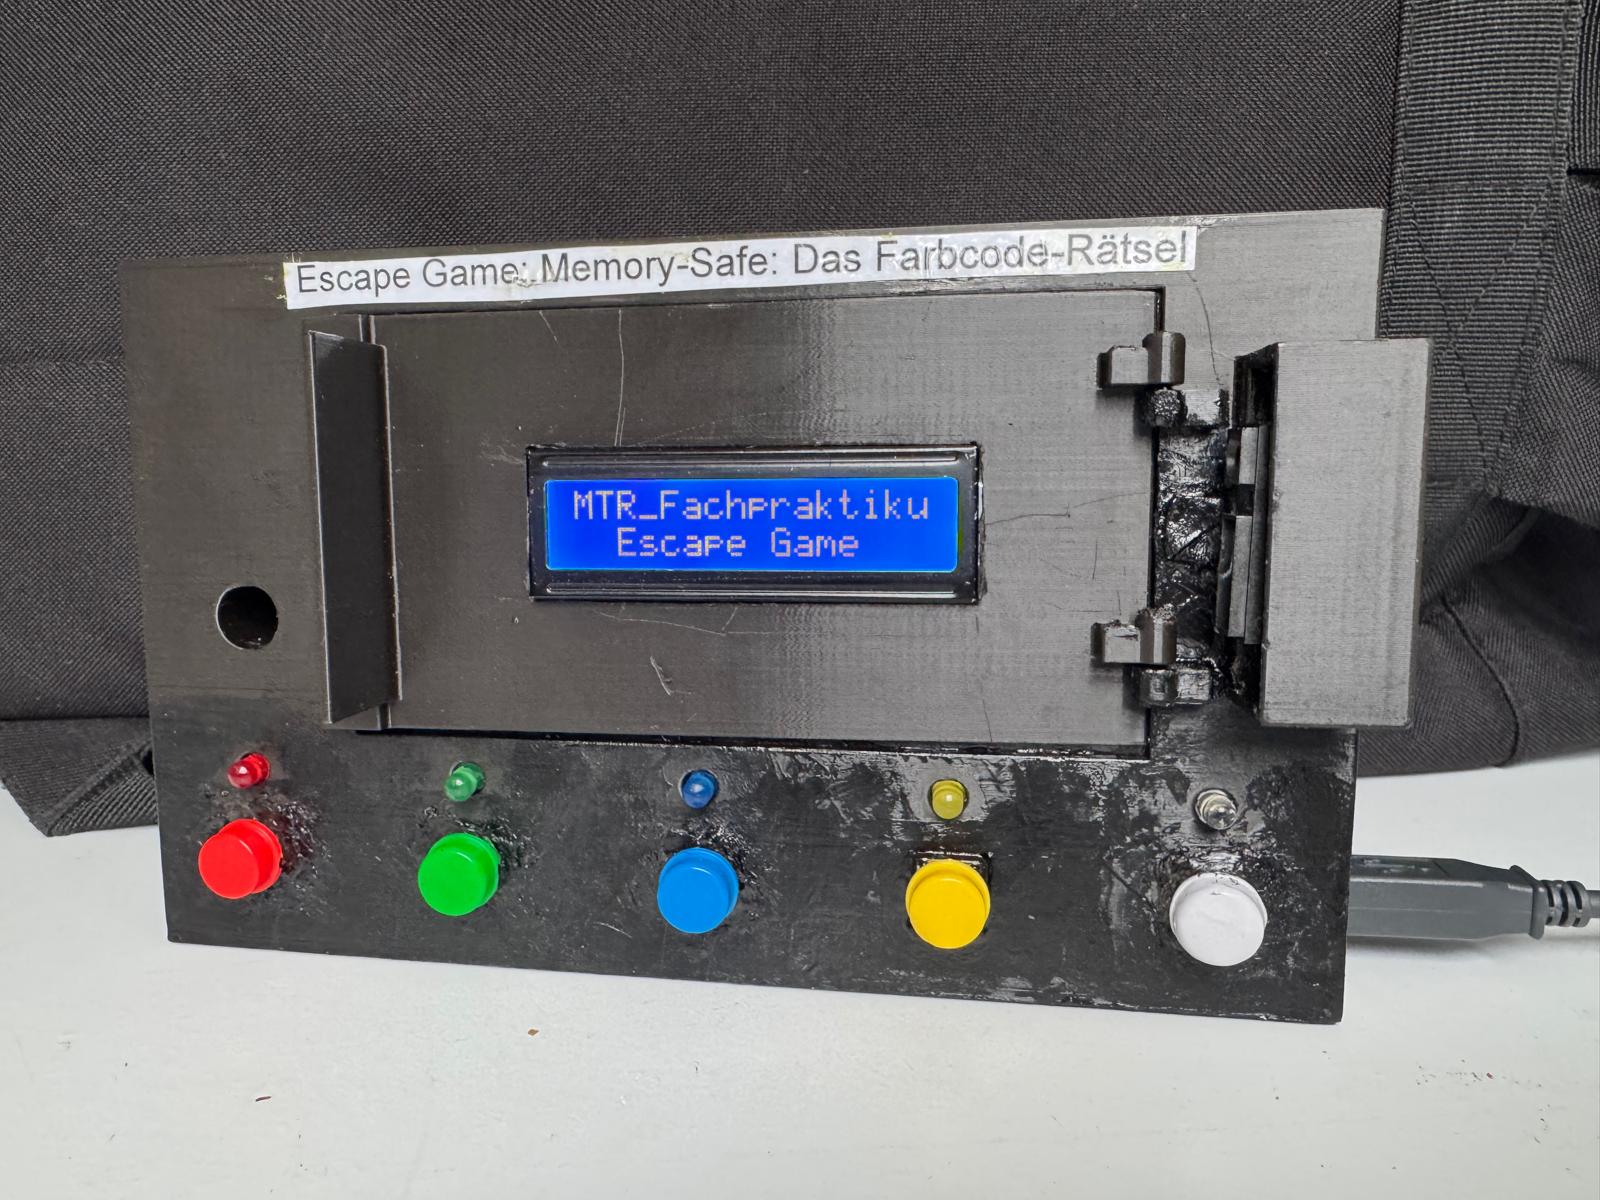 Escape Game: Memory-Safe: Das Farbcode-Rätsel
MTR_Fachpraktiku
Escape Game